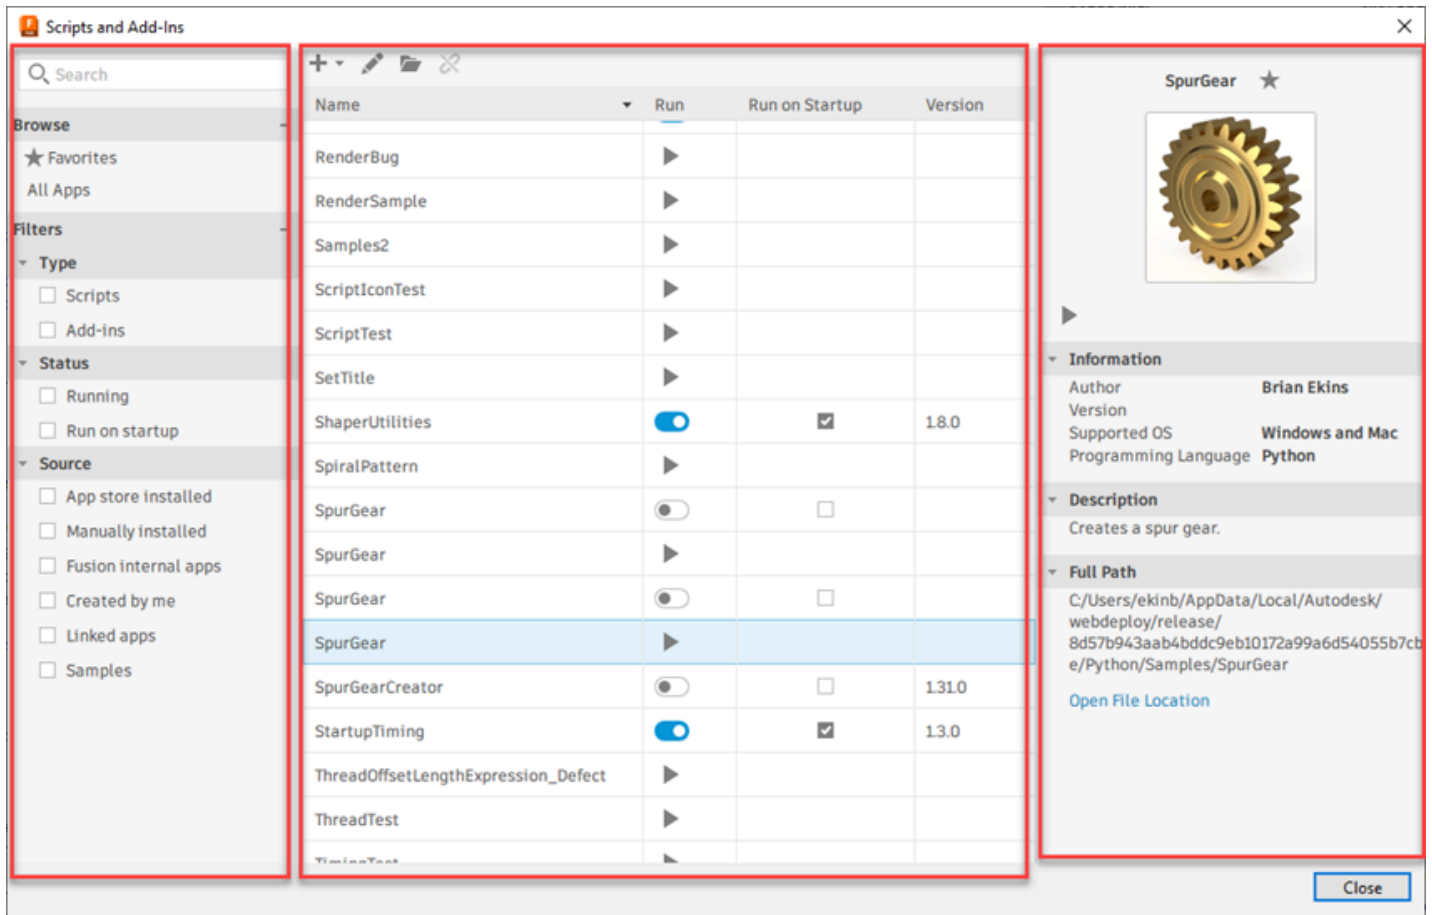 Scripts and Add-Ins
Search
Browse
Favorites
All Apps
Filters
Type
Scripts
Add-ins
Status
Running
Run on startup
Source
App store installed
Manually installed
Fusion internal apps
Created by me
Linked apps
Samples
Name Run Run on Startup Version
RenderBug
RenderSample
Samples2
ScriptIconTest
ScriptTest
SetTitle
ShaperUtilities 1.8.0
SpiralPattern
SpurGear
SpurGear
SpurGear
SpurGear
SpurGearCreator 1.31.0
StartupTiming 1.3.0
ThreadOffsetLengthExpression_Defect
ThreadTest
TimingTest
SpurGear
Information
Author Brian Ekins
Version
Supported OS Windows and Mac
Programming Language Python
Description
Creates a spur gear.
Full Path
C:/Users/ekinb/AppData/Local/Autodesk/
webdeploy/release/
8d57b943aab4bddc9eb10172a99a6d54055b7cb
e/Python/Samples/SpurGear
Open File Location
Close